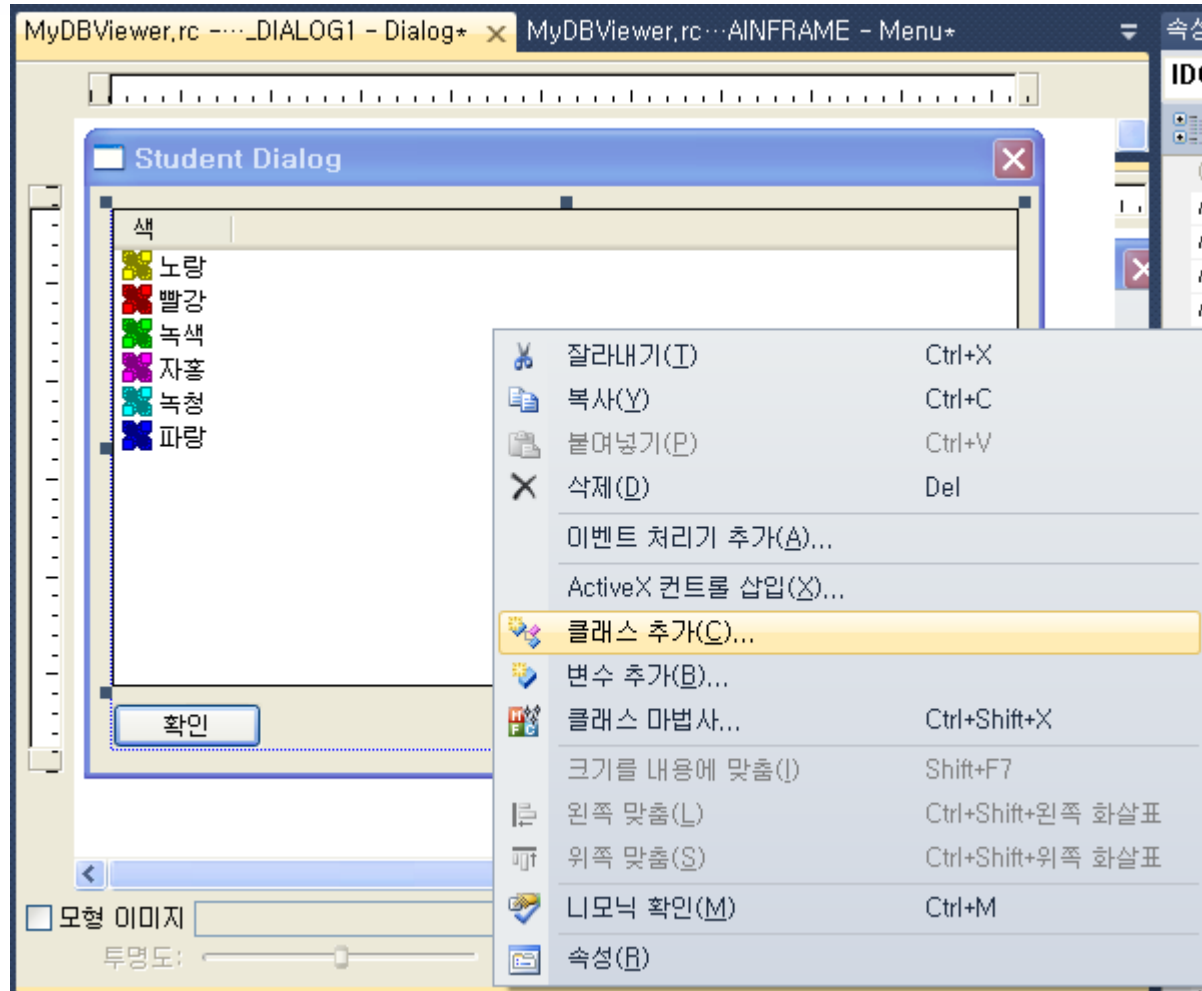 MyDBViewer.rc -..._DIALOG1 - Dialog*
MyDBViewer.rc...AINFRAME - Menu*
속성
Student Dialog
색
노랑
빨강
녹색
자홍
녹청
파랑
확인
잘라내기(T) Ctrl+X
복사(Y) Ctrl+C
붙여넣기(P) Ctrl+V
삭제(D) Del
이벤트 처리기 추가(A)...
ActiveX 컨트롤 삽입(X)...
클래스 추가(C)...
변수 추가(B)...
클래스 마법사... Ctrl+Shift+X
크기를 내용에 맞춤(I) Shift+F7
왼쪽 맞춤(L) Ctrl+Shift+왼쪽 화살표
위쪽 맞춤(S) Ctrl+Shift+위쪽 화살표
니모닉 확인(M) Ctrl+M
속성(R)
모형 이미지
투명도: